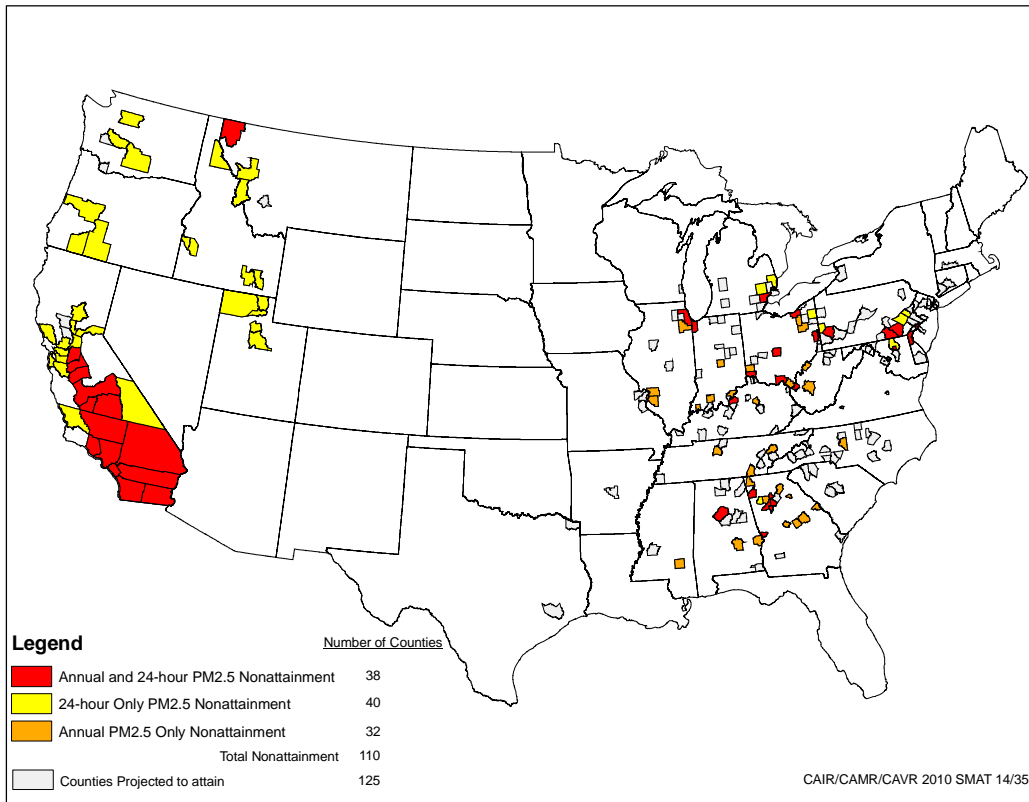 Legend
Number of Counties
Annual and 24-hour PM2.5 Nonattainment 38
24-hour Only PM2.5 Nonattainment 40
Annual PM2.5 Only Nonattainment 32
Total Nonattainment 110
Counties Projected to attain 125
CAIR/CAMR/CAVR 2010 SMAT 14/35